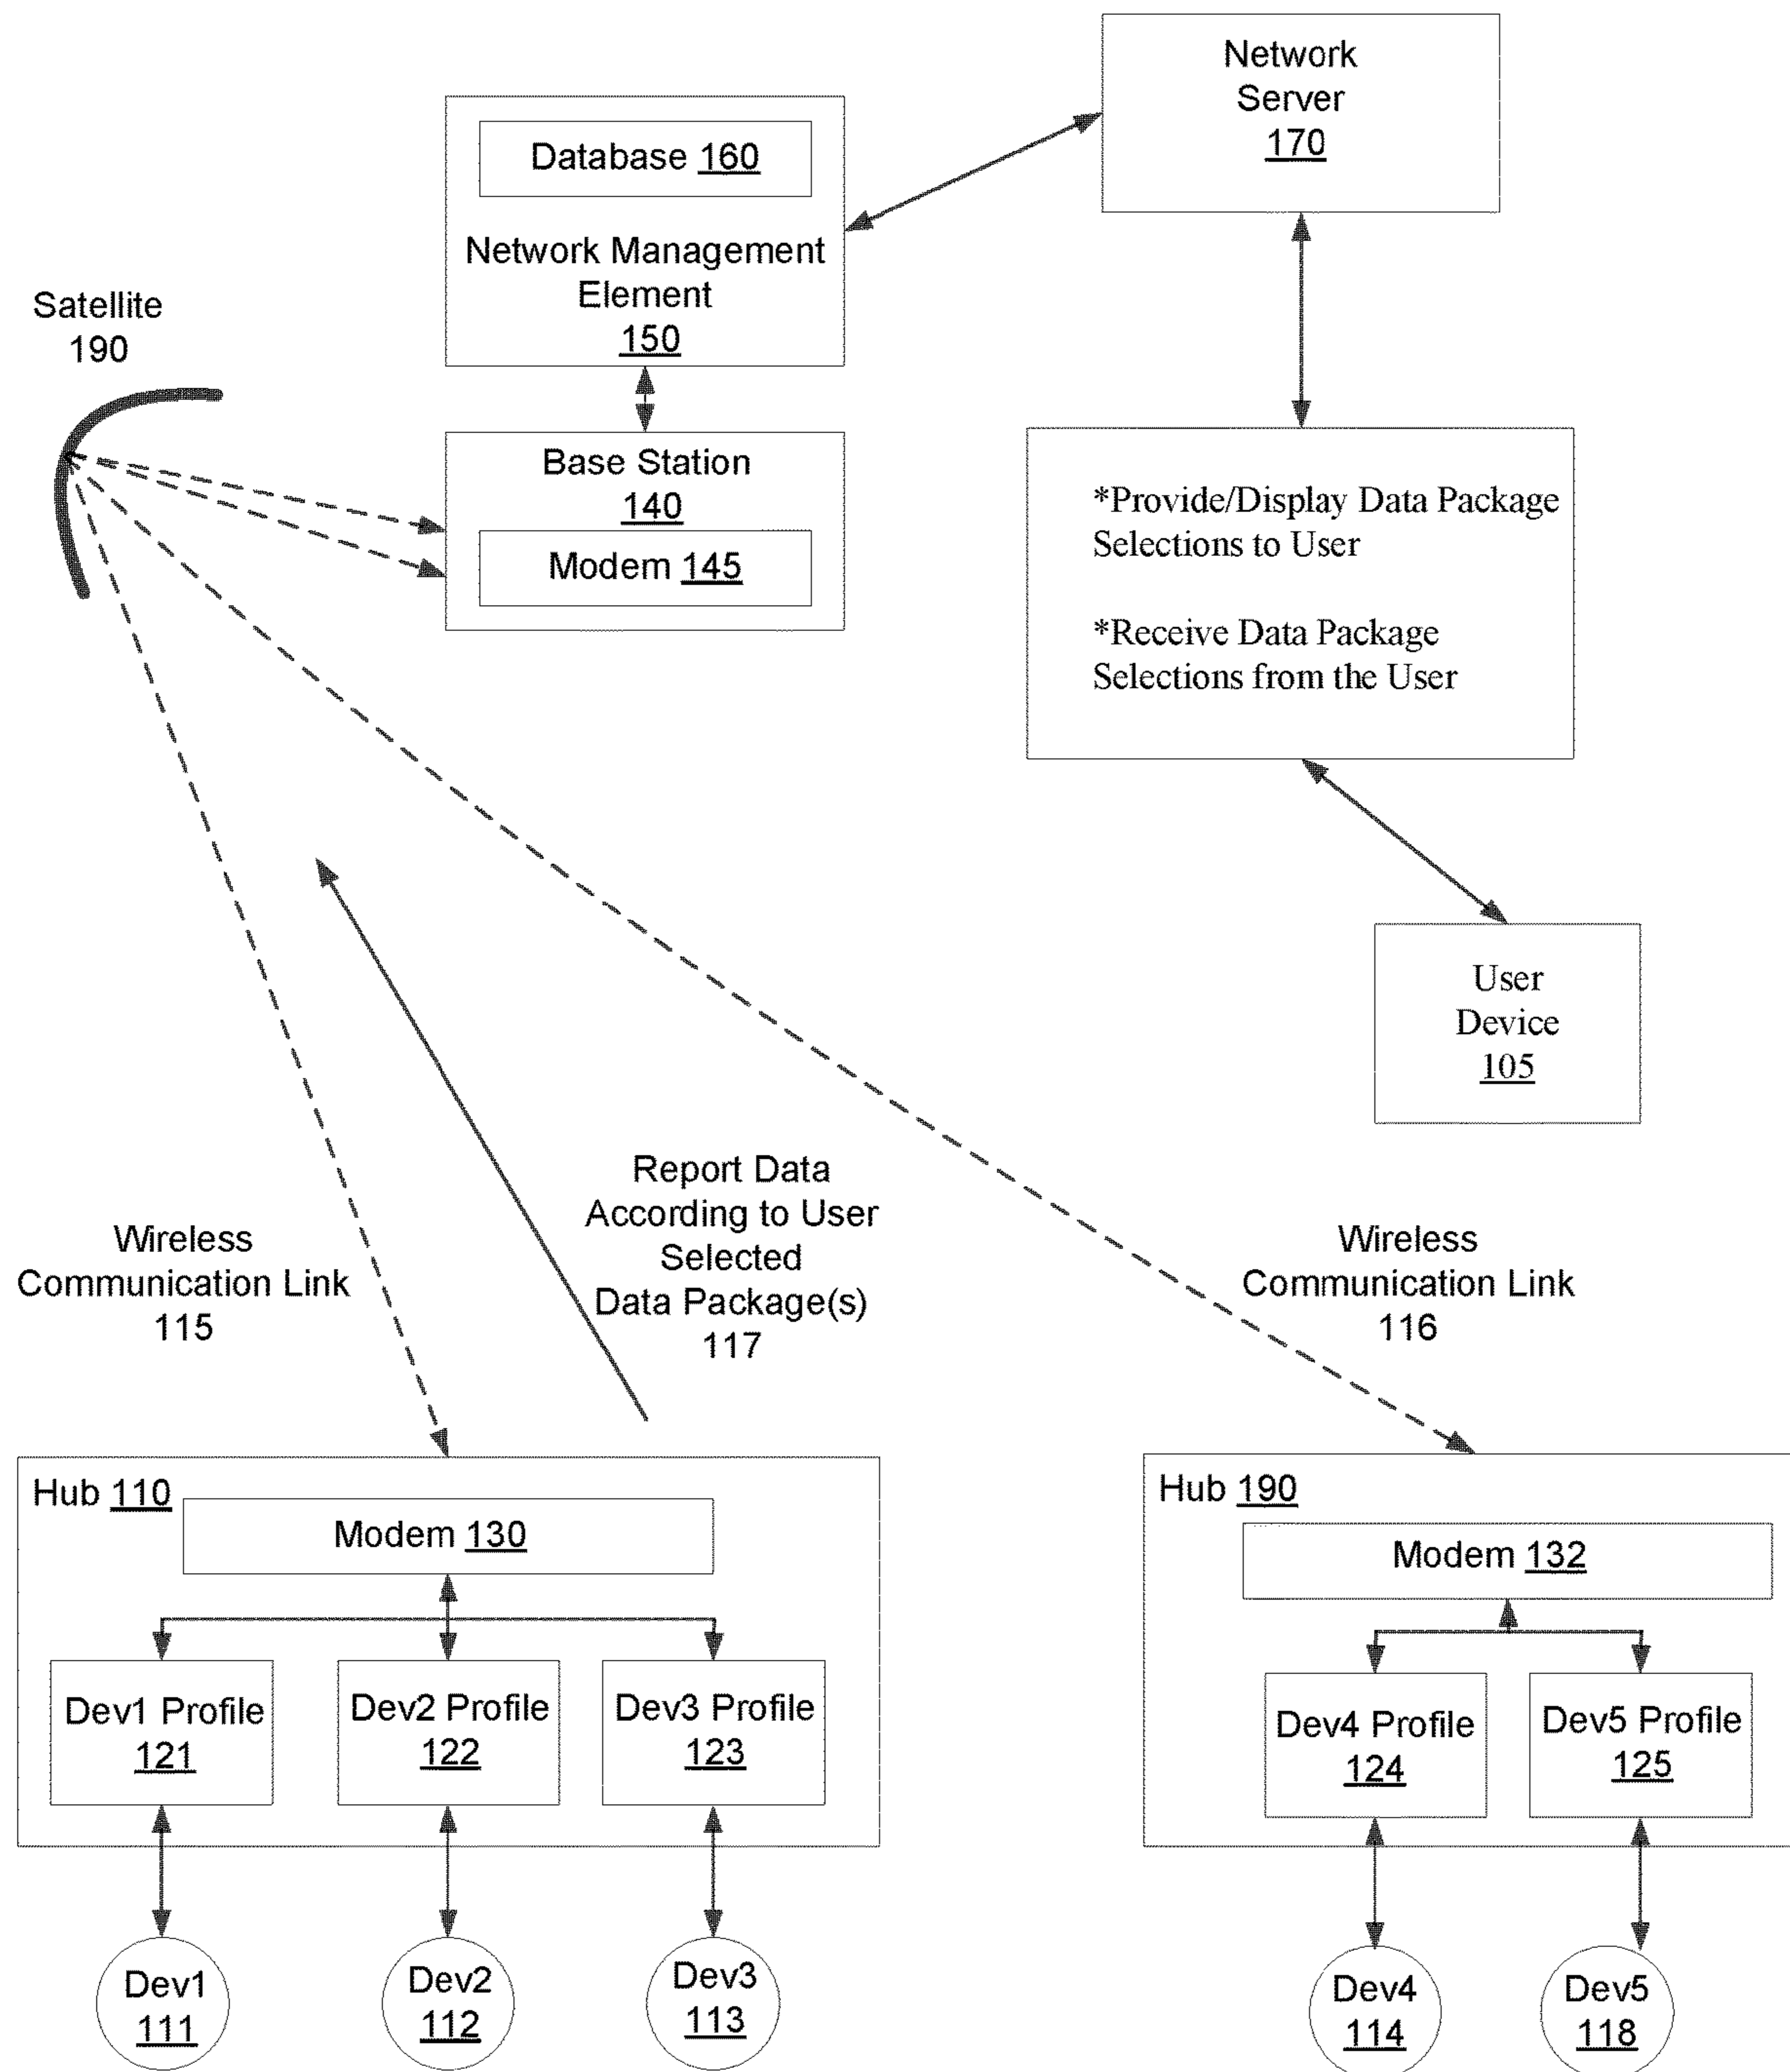 Network
Server
170
Database 160
Network Management
Element
150
Satellite
190
Base Station
140
Modem 145
*Provide/Display Data Package
Selections to User
*Receive Data Package
Selections from the User
User
Device
105
Report Data
According to User
Selected
Data Package(s)
117
Wireless
Communication Link
115
Wireless
Communication Link
116
Hub 110
Modem 130
Dev1 Profile
121
Dev2 Profile
122
Dev3 Profile
123
Hub 190
Modem 132
Dev4 Profile
124
Dev5 Profile
125
Dev1
111
Dev2
112
Dev3
113
Dev4
114
Dev5
118